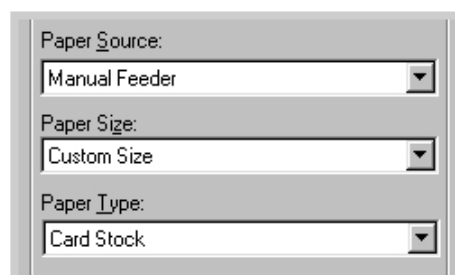 Paper Source:
Manual Feeder
Paper Size:
Custom Size
Paper Type:
Card Stock